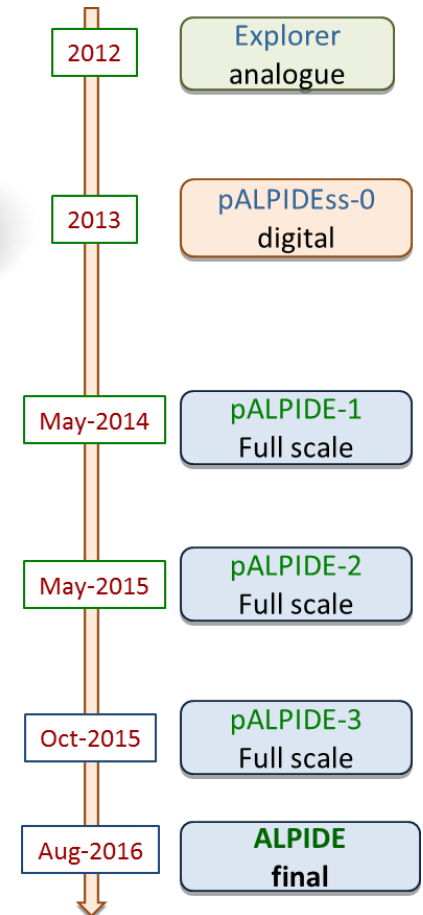 2012
Explorer
analogue
2013
pALPIDEss-0
digital
May-2014
pALPIDE-1
Full scale
May-2015
pALPIDE-2
Full scale
Oct-2015
pALPIDE-3
Full scale
Aug-2016
ALPIDE
final